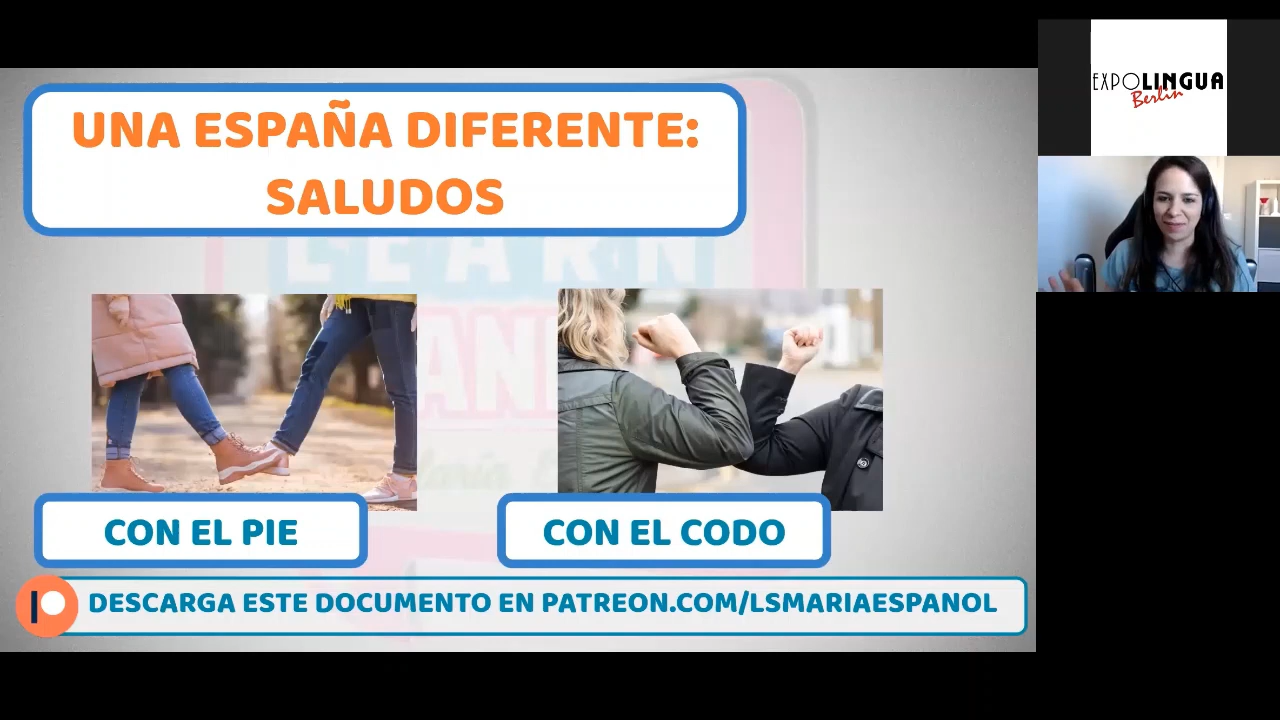 UNA ESPAÑA DIFERENTE:
SALUDOS
EXPOLINGUA
Berlin
LEARN
CON EL PIE
CON EL CODO
DESCARGA ESTE DOCUMENTO EN PATREON.COM/LSMARIAESPANOL